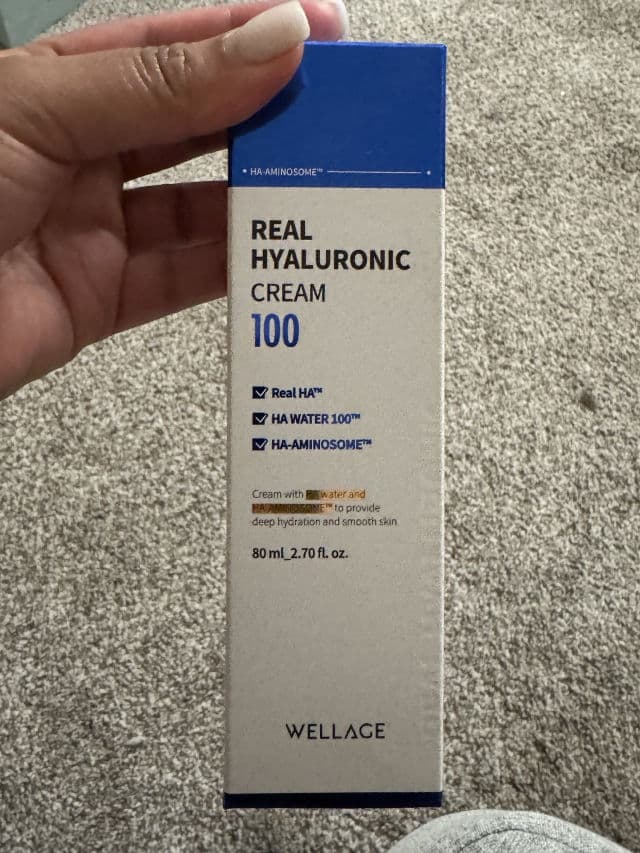 HA-AMINOSOME™
REAL
HYALURONIC
CREAM
100
Real HA™
HA WATER 100™
HA-AMINOSOME™
Cream with HA water and
HA-AMINOSOME™ to provide
deep hydration and smooth skin
80 ml_2.70 fl. oz.
WELLAGE